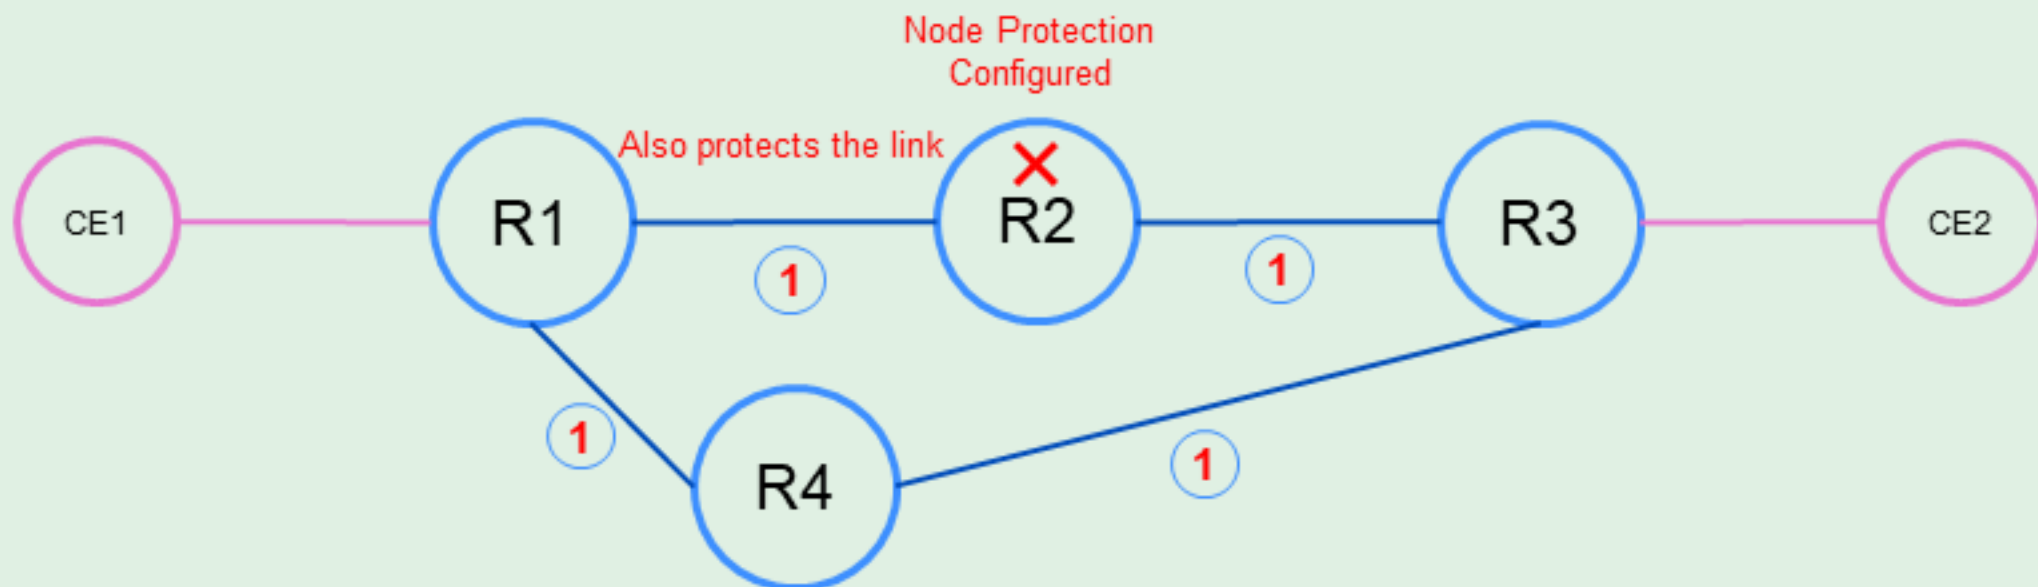 Node Protection
Configured
Also protects the link
CE1
R1
R2
R3
CE2
1
1
1
1
R4